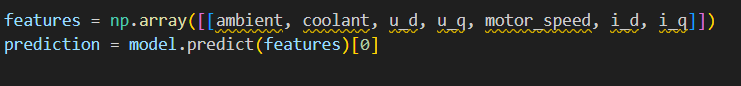 features = np.array([[ambient, coolant, u_d, u_q, motor_speed, i_d, i_q]])
prediction = model.predict(features)[0]